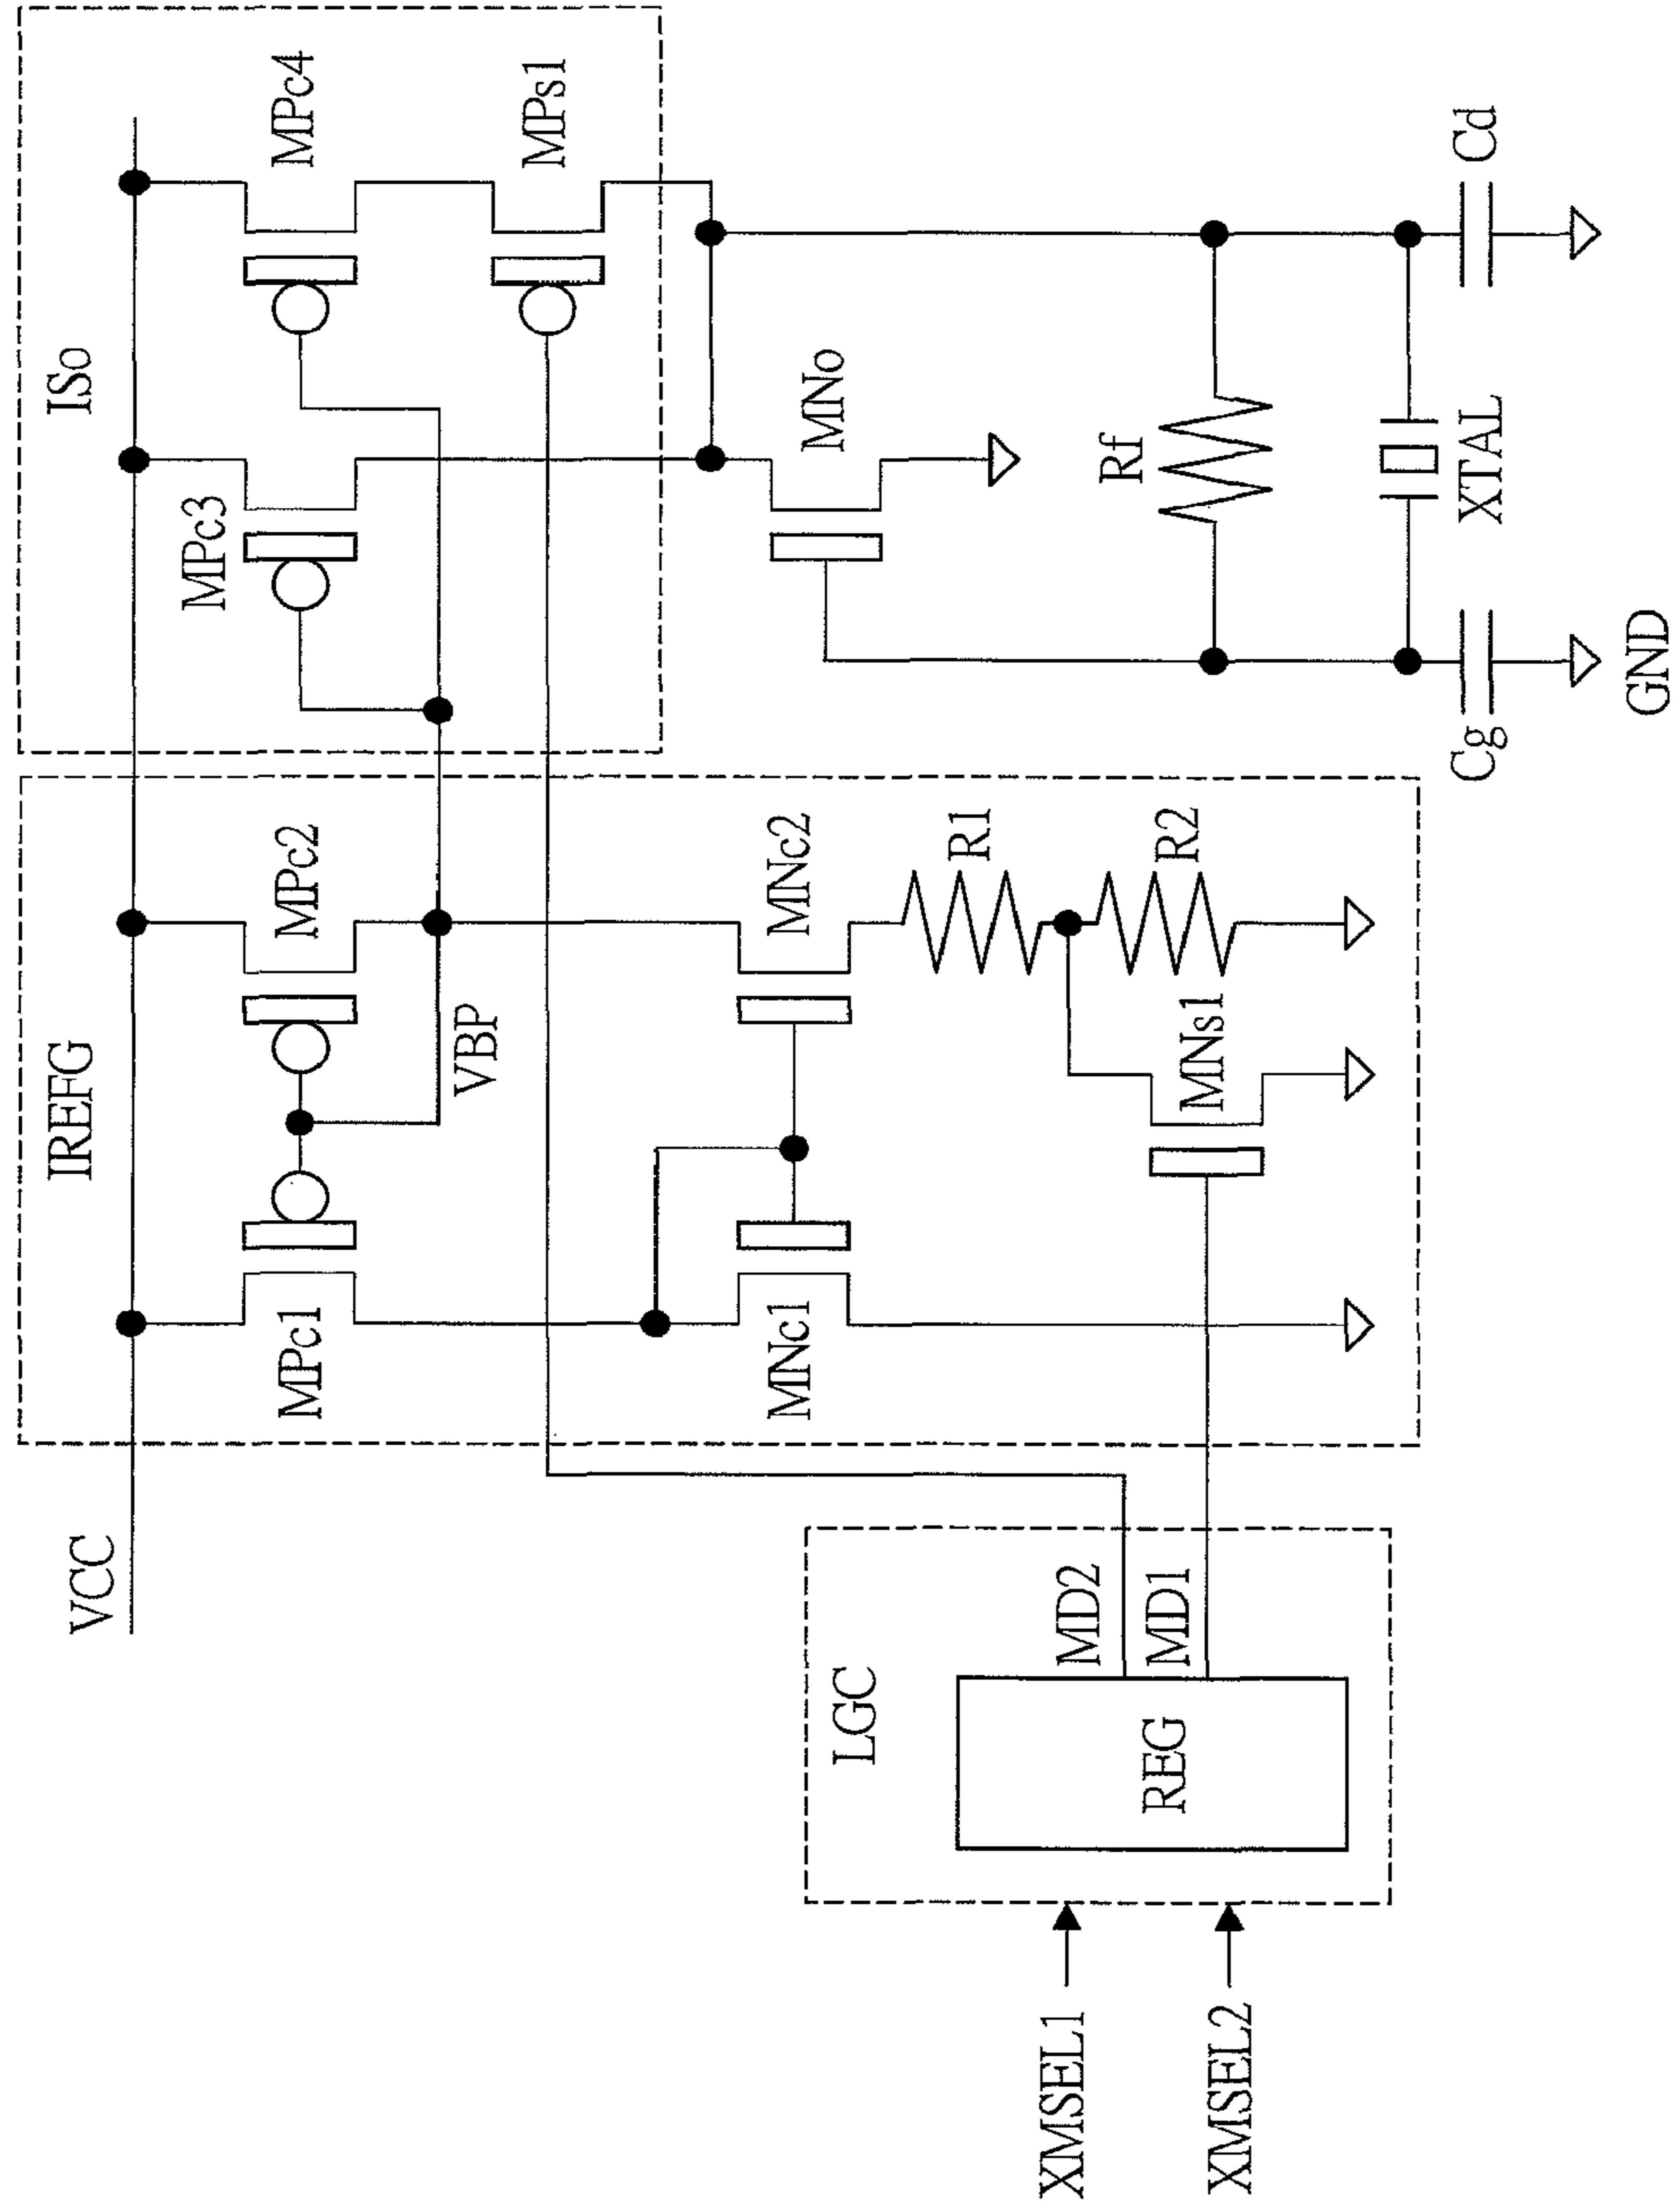 VCC
IREFG
ISo
MPc1
MPc2
MPc3
MPc4
VBP
MPs1
MNc1
MNc2
MNo
R1
R2
MNs1
Rf
XTAL
Cg
Cd
GND
LGC
MD2
MD1
REG
XMSEL1
XMSEL2